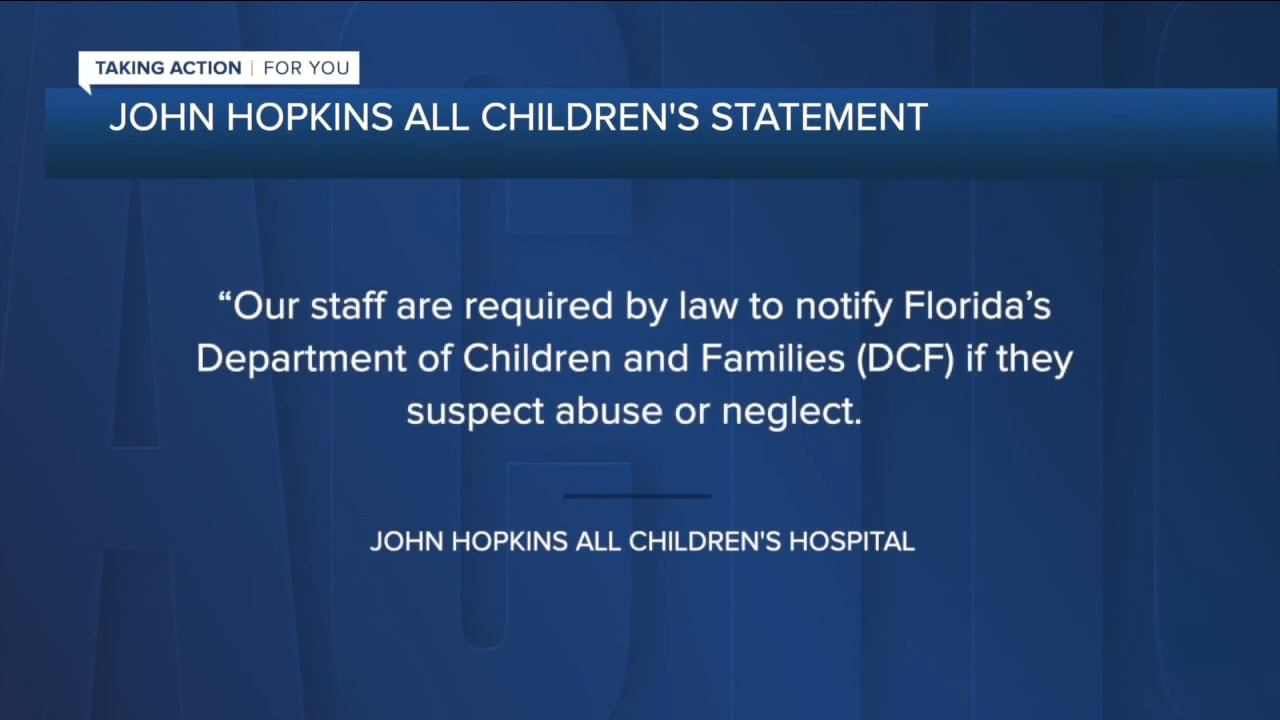 TAKING ACTION | FOR YOU
JOHN HOPKINS ALL CHILDREN'S STATEMENT
“Our staff are required by law to notify Florida’s
Department of Children and Families (DCF) if they
suspect abuse or neglect.
JOHN HOPKINS ALL CHILDREN'S HOSPITAL